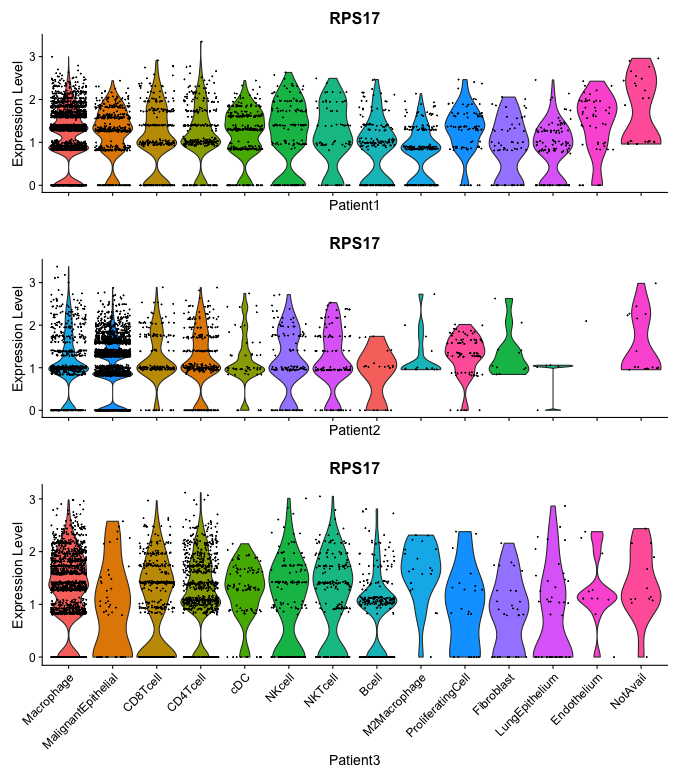 RPS17
Expression Level
3
2
1
0
Patient1
RPS17
Expression Level
3
2
1
0
Patient2
RPS17
Expression Level
3
2
1
0
Macrophage
MalignantEpithelial
CD8Tcell
CD4Tcell
cDC
NKcell
NKTcell
Bcell
M2Macrophage
ProliferatingCell
Fibroblast
LungEpithelium
Endothelium
NotAvail
Patient3